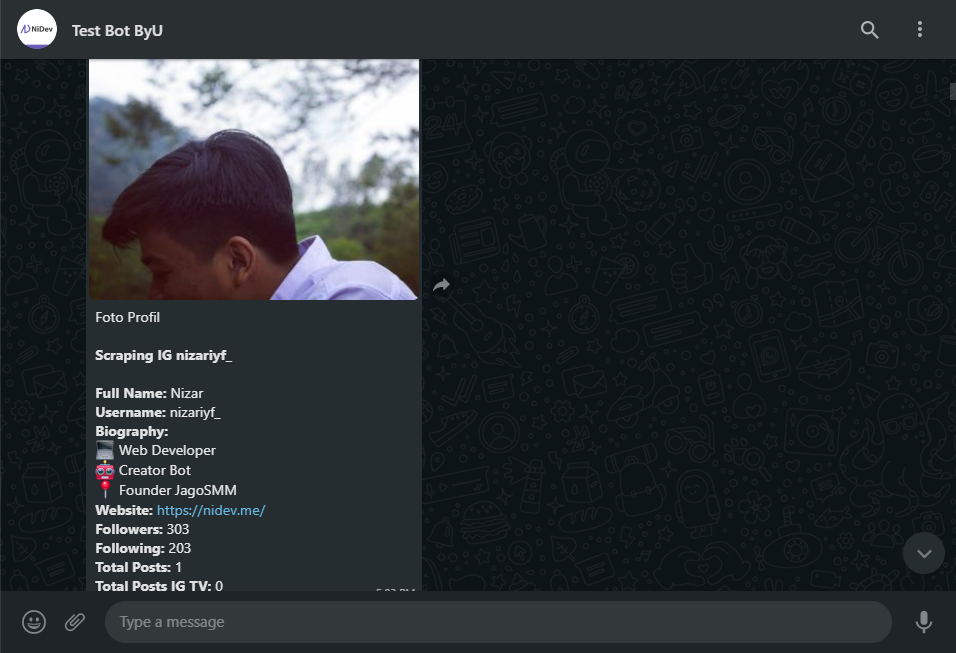 NiDev
Test Bot ByU
Foto Profil
Scraping IG nizariyf_
Full Name: Nizar
Username: nizariyf_
Biography:
Web Developer
Creator Bot
Founder JagoSMM
Website: https://nidev.me/
Followers: 303
Following: 203
Total Posts: 1
Total Posts IG TV: 0
Type a message